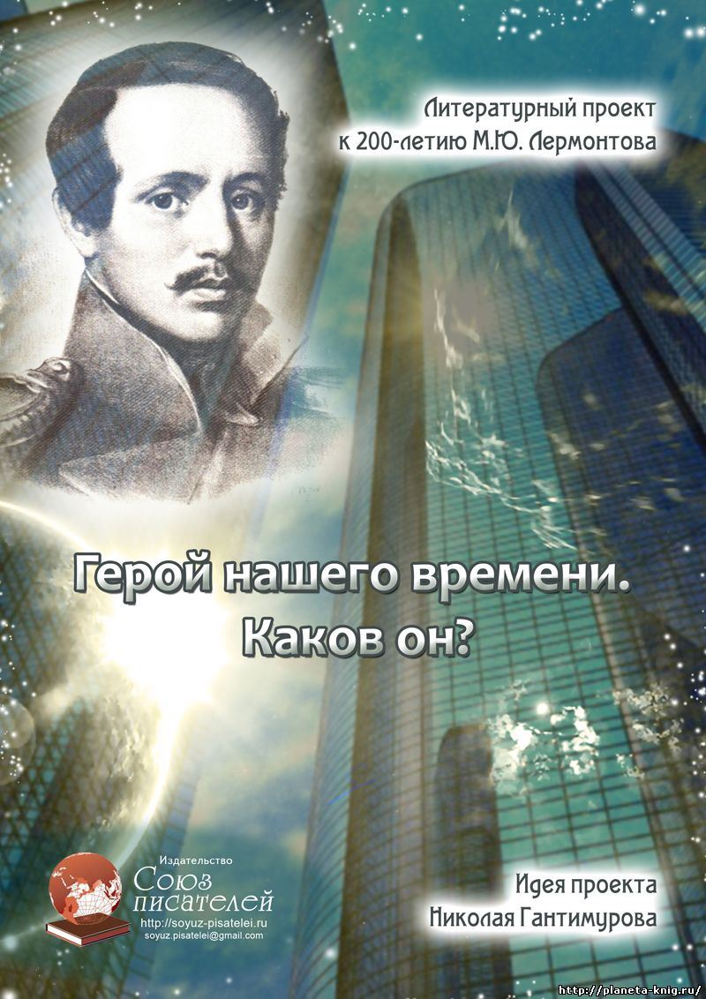 Литературный проект
к 200-летию М.Ю. Лермонтова
Герой нашего времени.
Каков он?
Издательство
Союз
писателей
http://soyuz-pisatelei.ru
soyuz.pisatelei@gmail.com
Идея проекта
Николая Гантимурова
http://planeta-knig.ru/